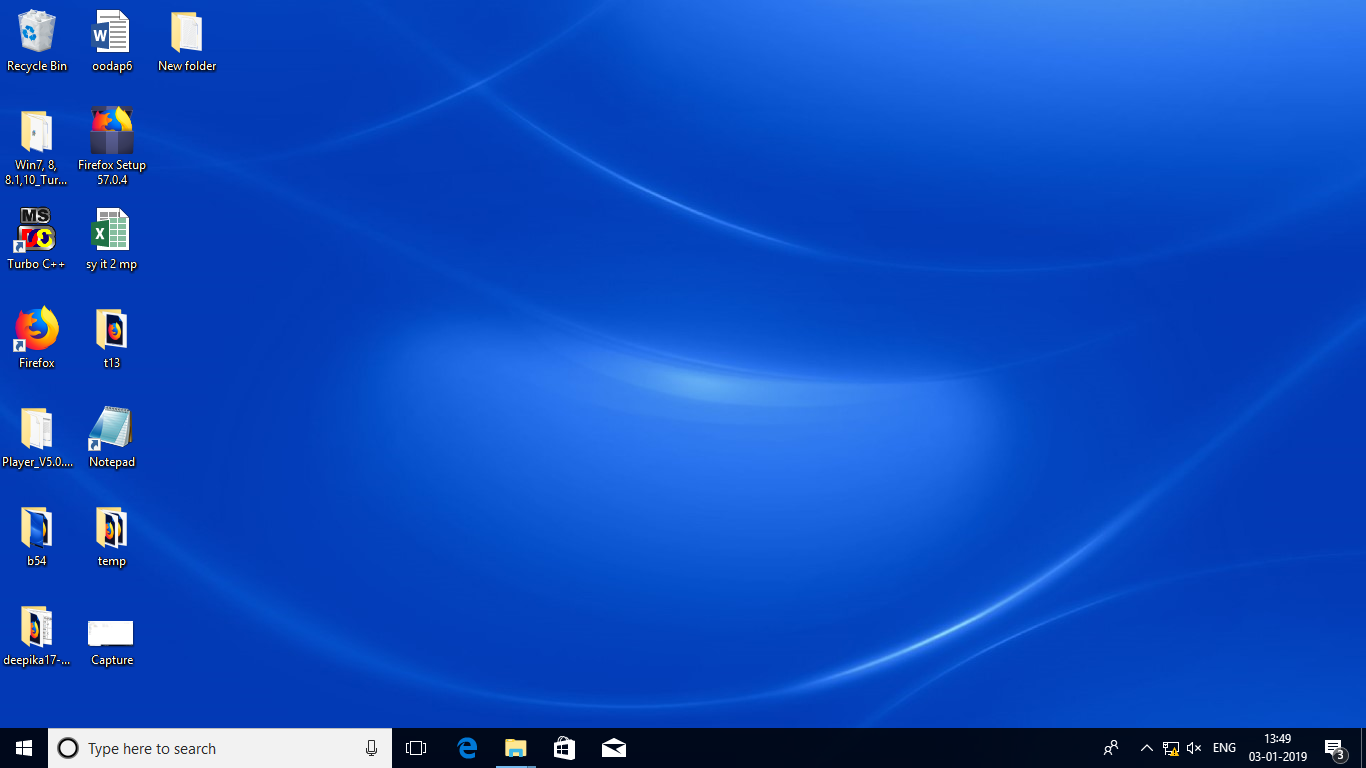 Recycle Bin
oodap6
New folder
Win7, 8,
8.1,10_Tur...
Firefox Setup
57.0.4
MS
Turbo C++
sy it 2 mp
Firefox
t13
Player_V5.0....
Notepad
b54
temp
deepika17-...
Capture
Type here to search
ENG
13:49
03-01-2019
3